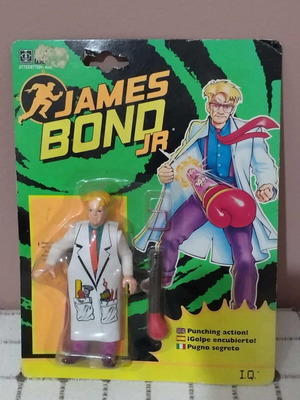 JAMES
BOND
JR
Punching action!
¡Golpe encubierto!
Pugno segreto
I.Q.